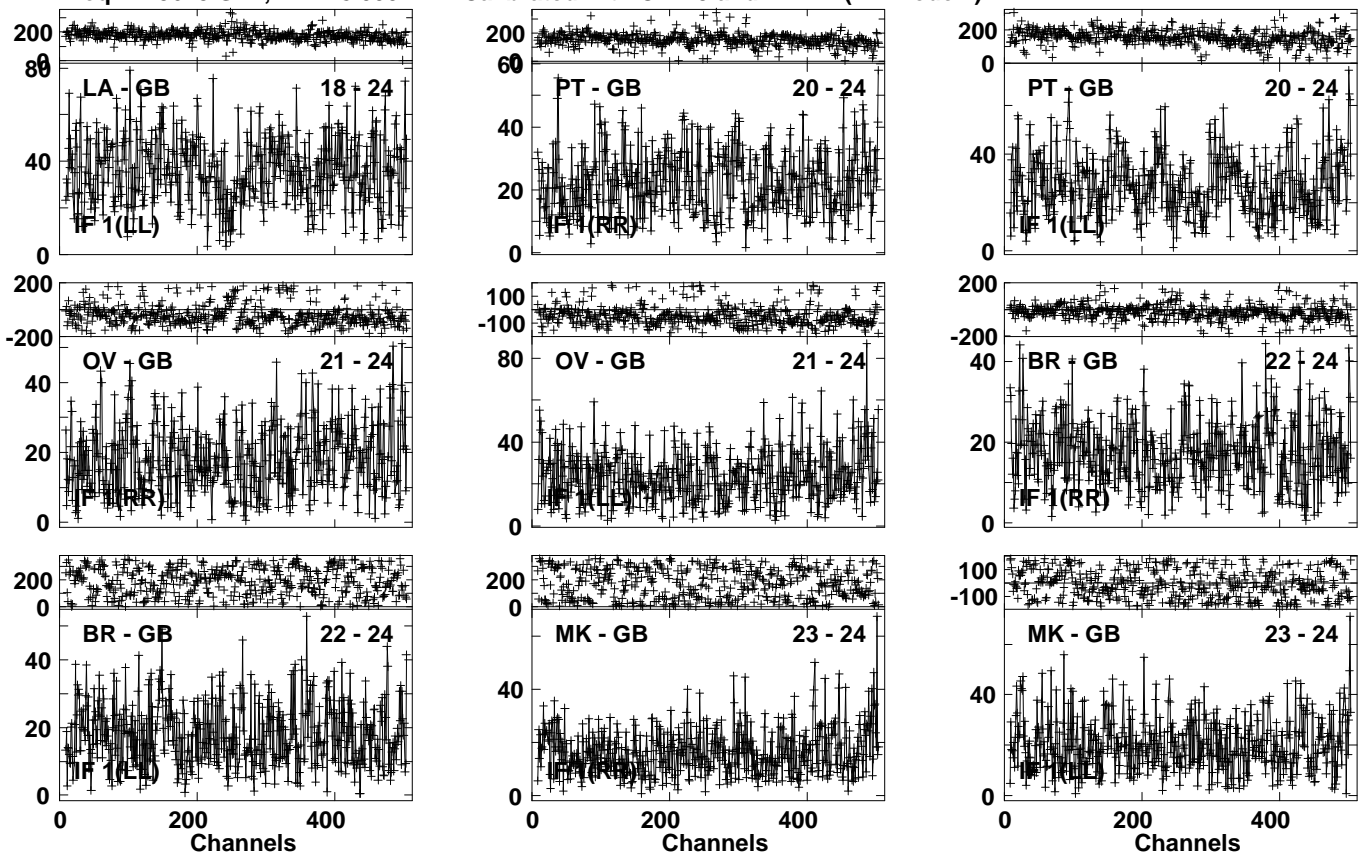 200
0
80
LA - GB 18 - 24
40
IF 1(LL)
0
200
0
60
PT - GB 20 - 24
40
20
IF 1(RR)
0
200
0
PT - GB 20 - 24
40
IF 1(LL)
0
200
-200
OV - GB 21 - 24
40
20
IF 1(RR)
0
100
-100
80
OV - GB 21 - 24
40
IF 1(LL)
0
200
-200
40
BR - GB 22 - 24
20
IF 1(RR)
0
200
0
BR - GB 22 - 24
40
20
IF 1(LL)
0
0 200 400
Channels
200
0
MK - GB 23 - 24
40
IF 1(RR)
0
0 200 400
Channels
100
-100
MK - GB 23 - 24
40
IF 1(LL)
0
0 200 400
Channels